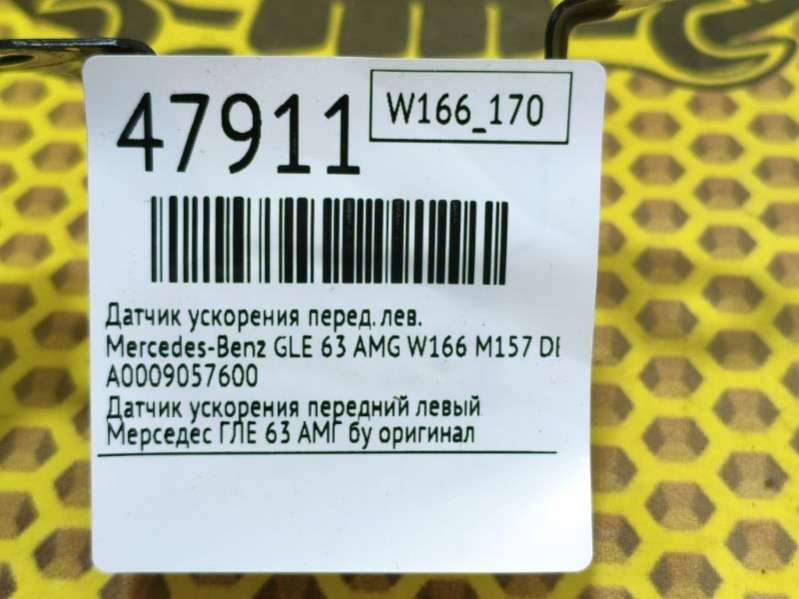 47911
W166_170
Датчик ускорения перед. лев.
Mercedes-Benz GLE 63 AMG W166 M157
A0009057600
Датчик ускорения передний левый
Мерседес ГЛЕ 63 АМГ бу оригинал